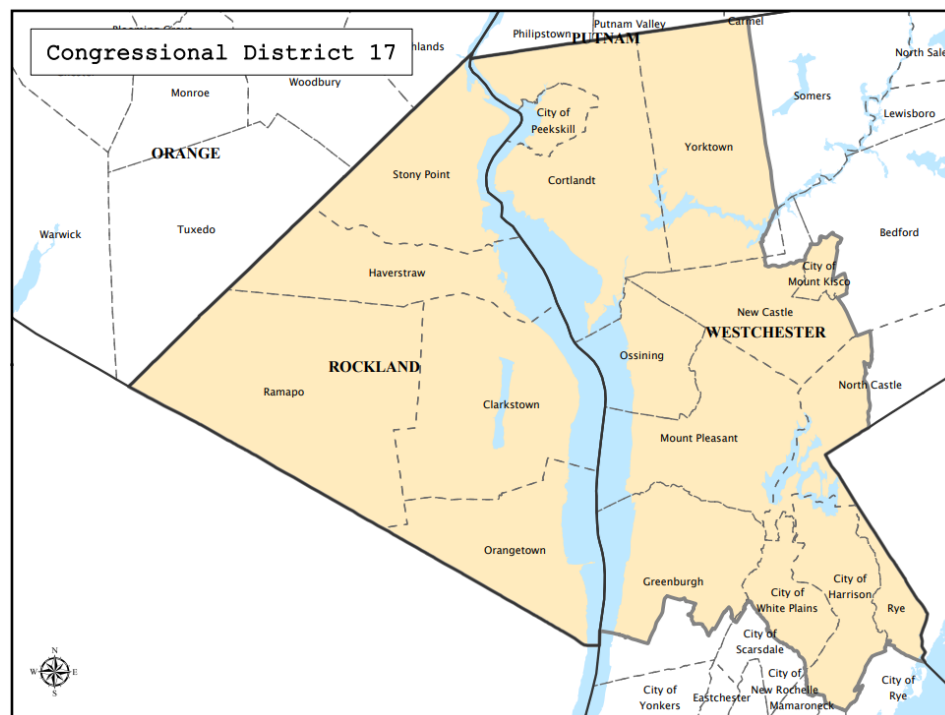 Congressional District 17
Putnam Valley
Carmel
Philipstown
PUTNAM
North Sale
Woodbury
Monroe
Somers
Lewisboro
City of
Peekskill
ORANGE
Yorktown
Stony Point
Cortlandt
Tuxedo
Warwick
Bedford
Haverstraw
City of
Mount Kisco
New Castle
WESTCHESTER
Ossining
ROCKLAND
Ramapo
North Castle
Clarkstown
Mount Pleasant
Orangetown
Greenburgh
City of
White Plains
City of
Harrison
Rye
City of
Scarsdale
N
W
E
S
City of
Yonkers
Eastchester
City of
New Rochelle
Mamaroneck
City of
Rye